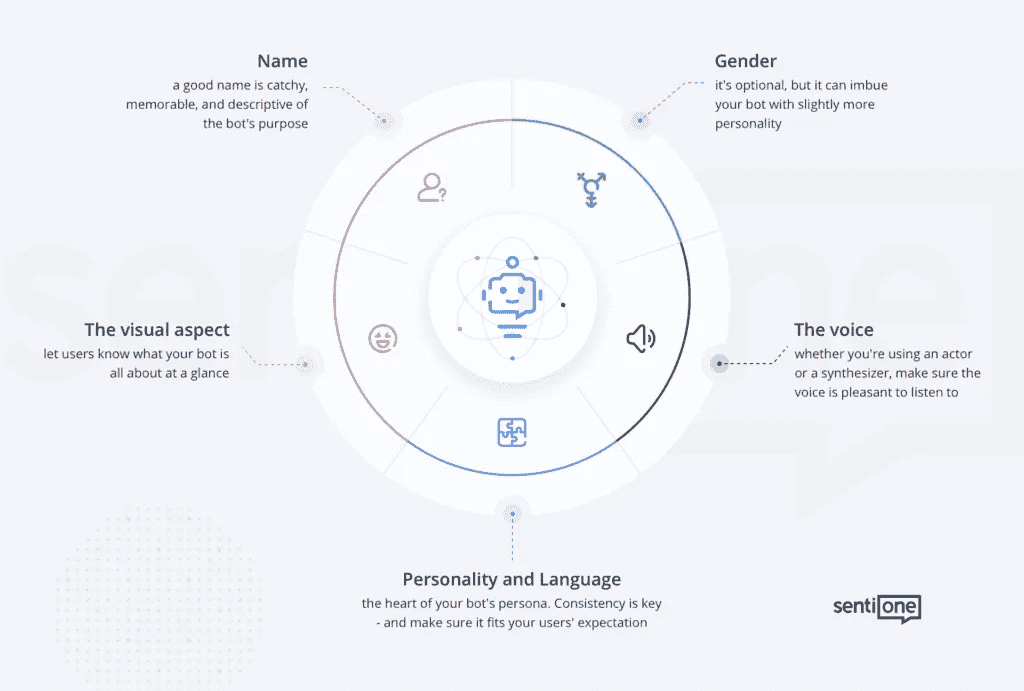 Name
a good name is catchy,
memorable, and descriptive of
the bot's purpose
Gender
it's optional, but it can imbue
your bot with slightly more
personality
The visual aspect
let users know what your bot is
all about at a glance
The voice
whether you're using an actor
or a synthesizer, make sure the
voice is pleasant to listen to
Personality and Language
the heart of your bot's persona. Consistency is key
- and make sure it fits your users' expectation
sentione